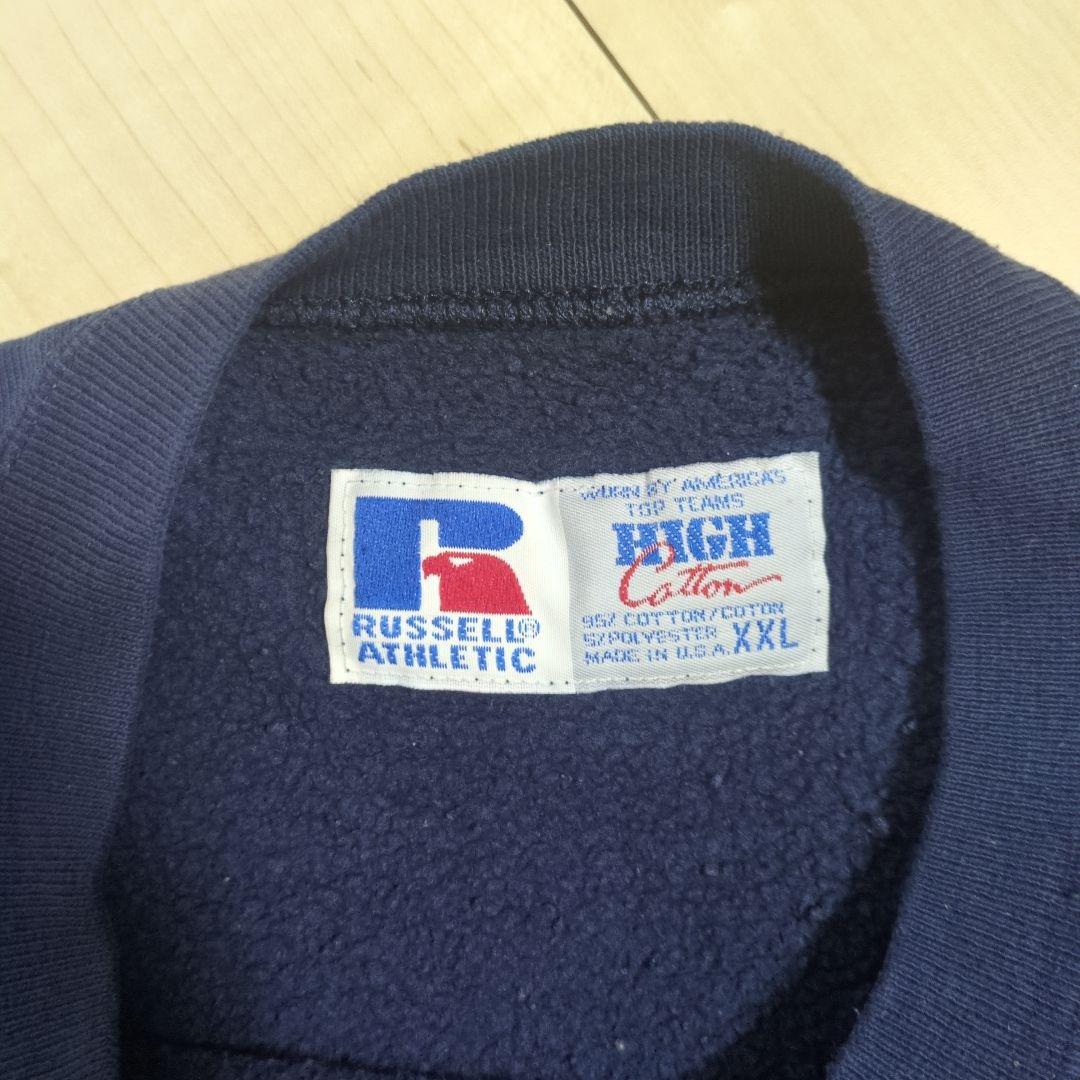 R
RUSSELL®
ATHLETIC
WORN BY AMERICA'S
TOP TEAMS
HIGH
Cotton
95% COTTON/COTON
5% POLYESTER
MADE IN U.S.A. XXL